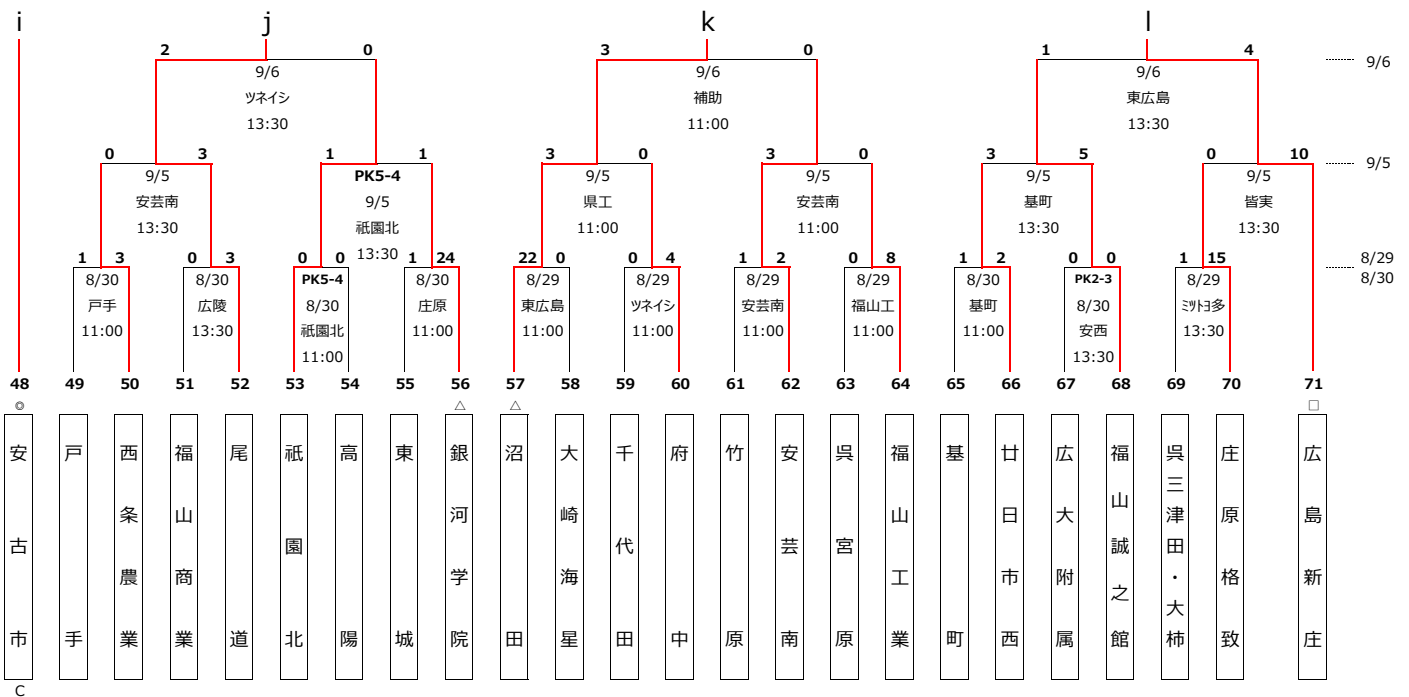 i j k l
2 0 3 0 1 4
9/6 9/6 9/6 9/6
ツネイシ 補助 東広島
13:30 11:00 13:30
0 3 1 1 3 0 3 0 3 5 0 10
9/5 PK5-4 9/5 9/5 9/5 9/5 9/5
安芸南 9/5 県工 安芸南 基町 皆実
13:30 祇園北 11:00 11:00 13:30 13:30
13:30
1 3 0 3 0 0 1 24 22 0 0 4 1 2 0 8 1 2 0 0 1 15 8/29
8/30 8/30 PK5-4 8/30 8/29 8/29 8/29 8/29 8/30 PK2-3 8/29 8/30
戸手 広陵 8/30 庄原 東広島 ツネイシ 安芸南 福山工 基町 8/30 ミツトヨ多
11:00 13:30 祇園北 11:00 11:00 11:00 11:00 11:00 11:00 安西 13:30
11:00 13:30
48 49 50 51 52 53 54 55 56 57 58 59 60 61 62 63 64 65 66 67 68 69 70 71
◎ △ △ □
安古市
戸手
西条農業
福山商業
尾道
祇園北
高陽
東城
銀河学院
沼田
大崎海星
千代田
府中
竹原
安芸南
呉宮原
福山工業
基町
廿日市西
広大附属
福山誠之館
呉三津田・大柿
庄原格致
広島新庄
C